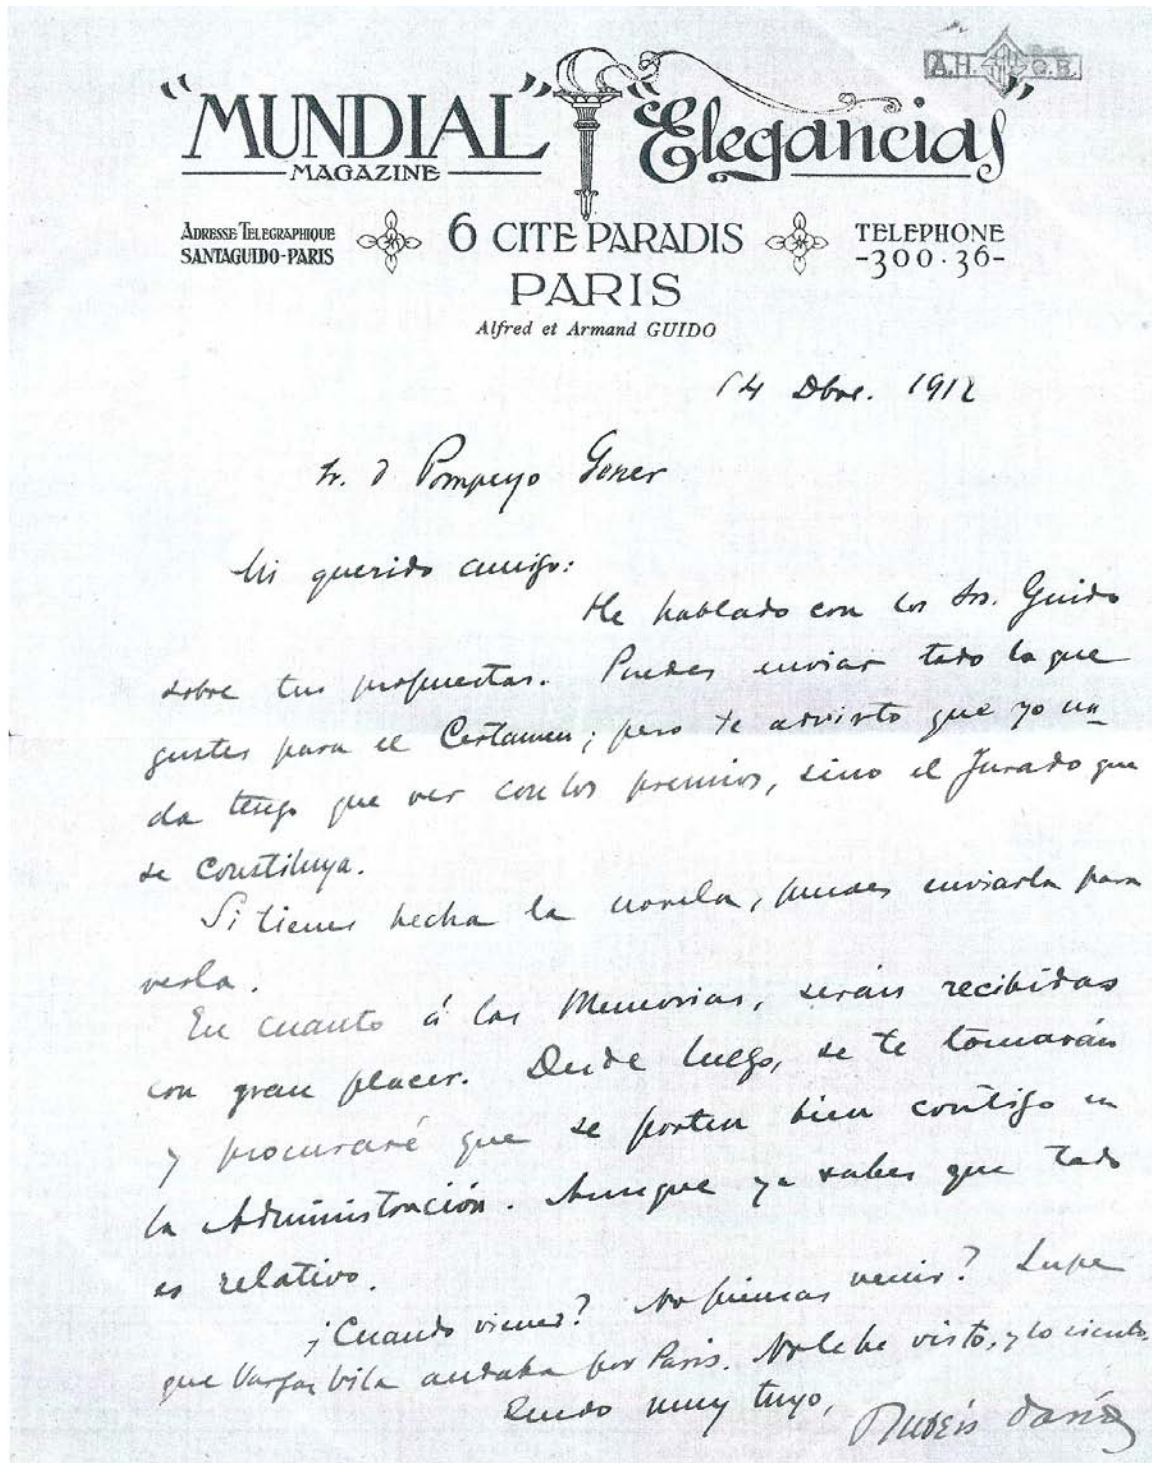 A.H. G.B.
"MUNDIAL" "Elegancias"
MAGAZINE
ADRESSE TELEGRAPHIQUE
SANTAGUIDO-PARIS
6 CITE PARADIS
PARIS
TELEPHONE
-300.36-
Alfred et Armand GUIDO
14 Dbre. 1912
Sr. D Pompeyo Gener
Mi querido amigo:
He hablado con los Srs. Guido
sobre tus propuestas. Puedes enviar todo lo que
gustes para el Certamen; pero te advierto que yo na_
da tengo que ver con los premios, sino el Jurado que
se constituya.
Si tienes hecha la novela, puedes enviarla para
verla.
En cuanto á las Memorias, serán recibidas
con gran placer. Desde luego, se te tomarán
y procuraré que se porten bien contigo en
la Administración. Aunque ya sabes que todo
es relativo.
¿Cuando vienes? No piensas venir? Supe
que Vargas Vila andaba por Paris. No le he visto, y lo siento.
Quedo muy tuyo,
Rubén Darío